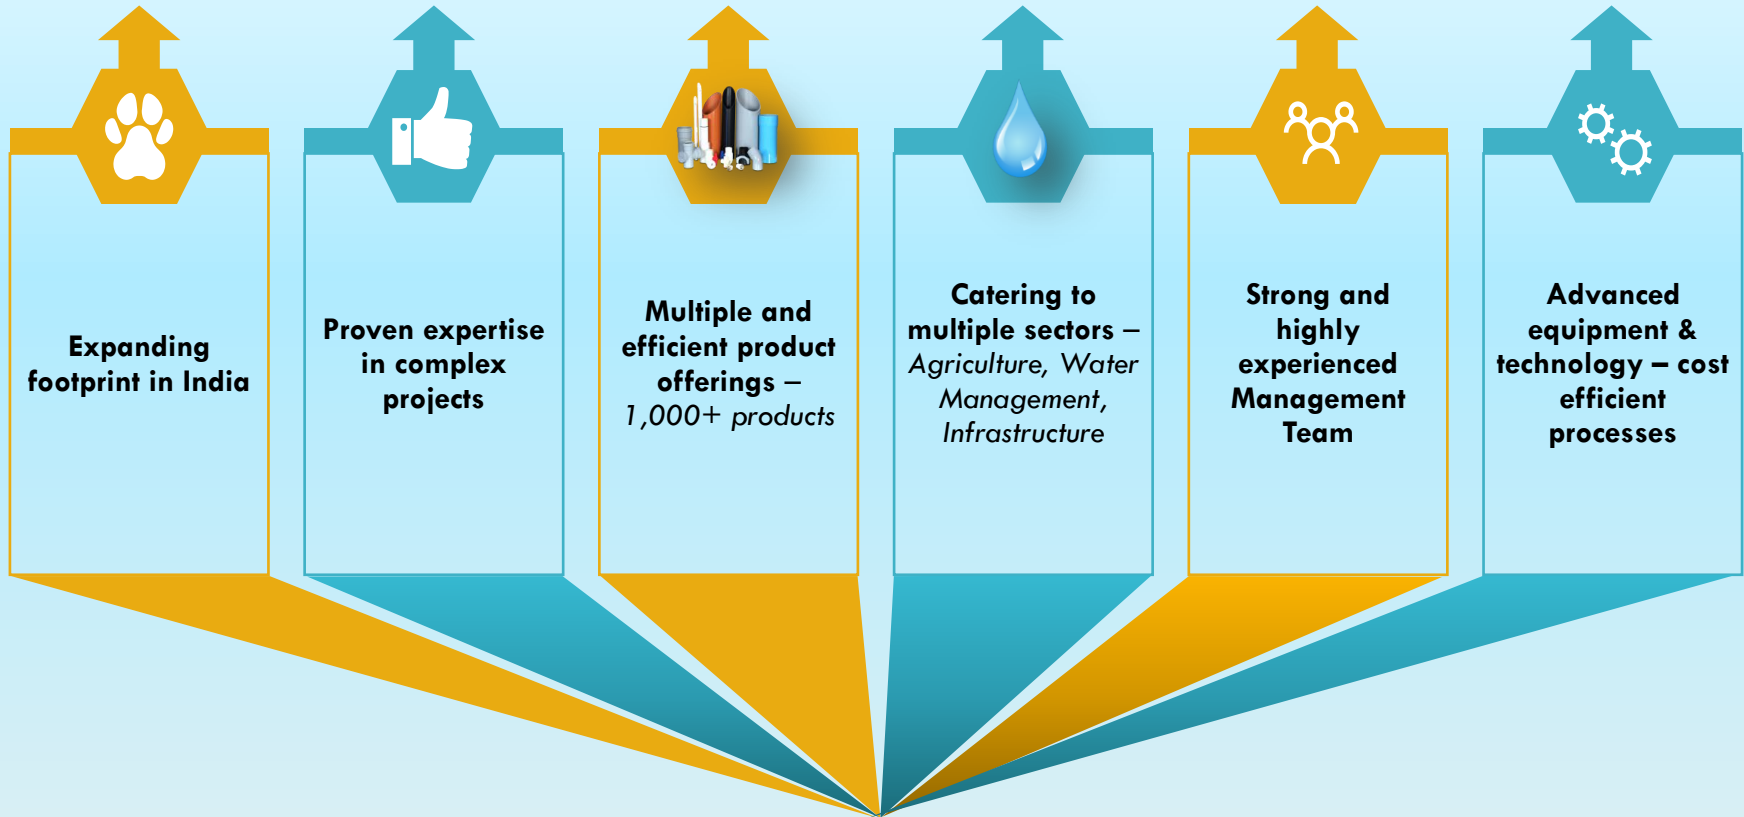 Expanding
footprint in India
Proven expertise
in complex
projects
Multiple and
efficient product
offerings –
1,000+ products
Catering to
multiple sectors –
Agriculture, Water
Management,
Infrastructure
Strong and
highly
experienced
Management
Team
Advanced
equipment &
technology – cost
efficient
processes